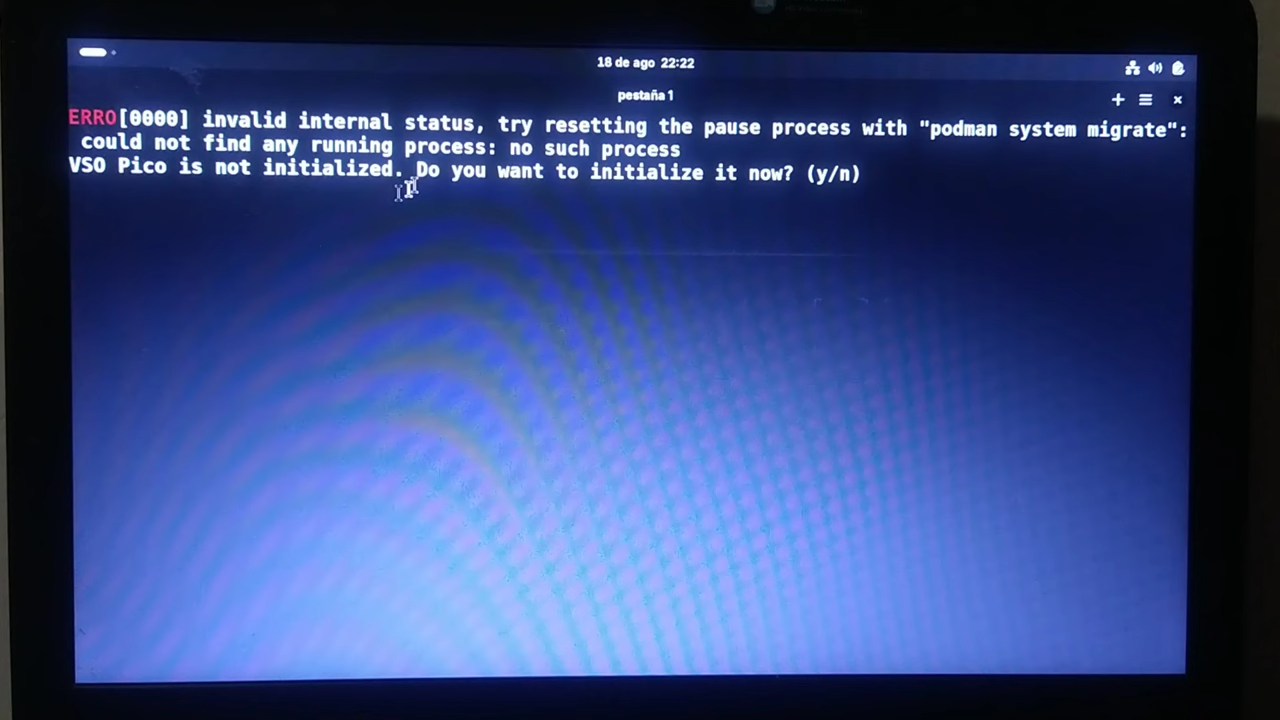 18 de ago 22:22
pestaña 1
ERRO[0000] invalid internal status, try resetting the pause process with "podman system migrate":
could not find any running process: no such process
VSO Pico is not initialized. Do you want to initialize it now? (y/n)